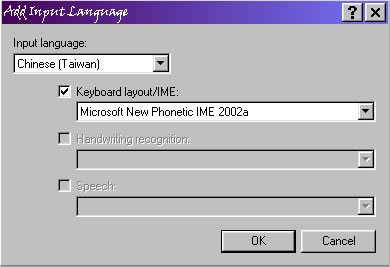 Add Input Language
Input language:
Chinese (Taiwan)
Keyboard layout/IME:
Microsoft New Phonetic IME 2002a
Handwriting recognition:
Speech:
OK Cancel